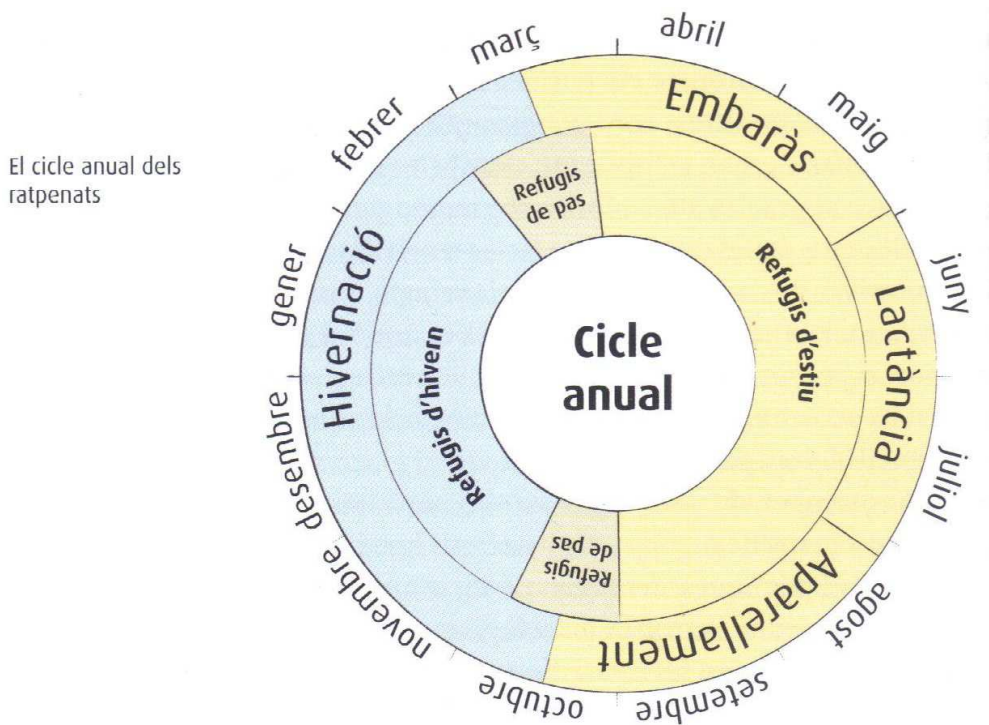 El cicle anual dels
ratpenats
març
abril
maig
juny
juliol
agost
setembre
octubre
novembre
desembre
gener
febrer
Embaràs
Lactància
Aparellament
Hivernació
Refugis
de pas
Refugis d'estiu
Refugis
de pas
Refugis d'hivern
Cicle
anual